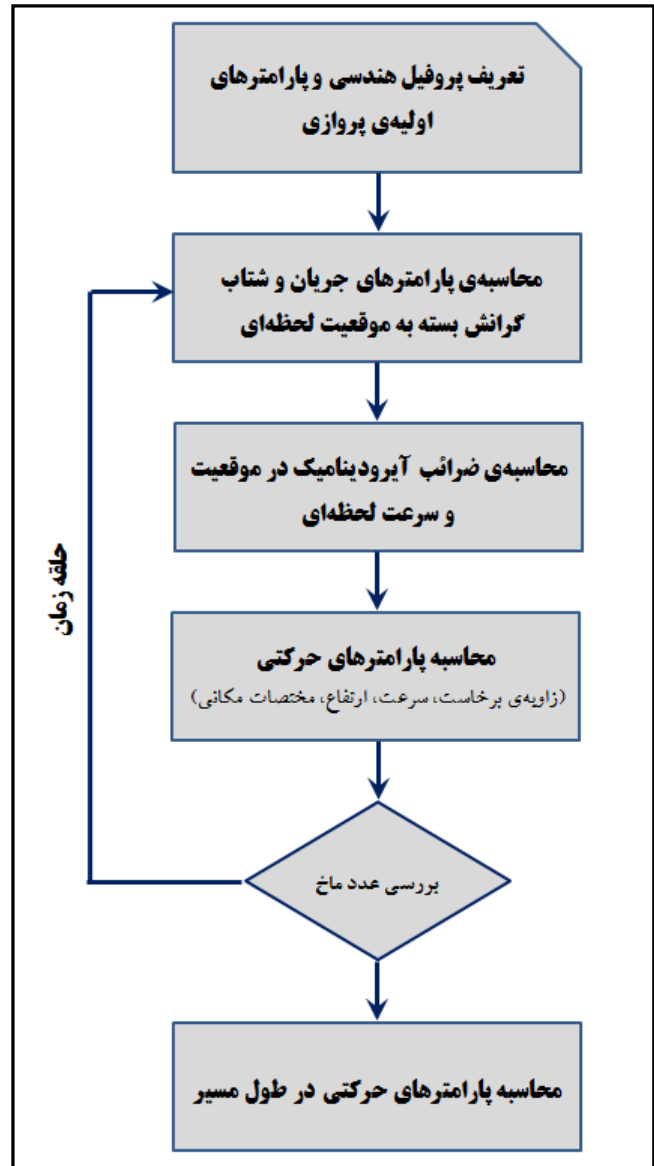 تعریف پروفیل هندسی و پارامترهای
اولیه‌ی پروازی
محاسبه‌ی پارامترهای جریان و شتاب
گرانش بسته به موقعیت لحظه‌ای
محاسبه‌ی ضرائب آیرودینامیک در موقعیت
و سرعت لحظه‌ای
حلقه زمان
محاسبه پارامترهای حرکتی
(زاویه‌ی برخاست، سرعت، ارتفاع، مختصات مکانی)
بررسی عدد ماخ
محاسبه پارامترهای حرکتی در طول مسیر